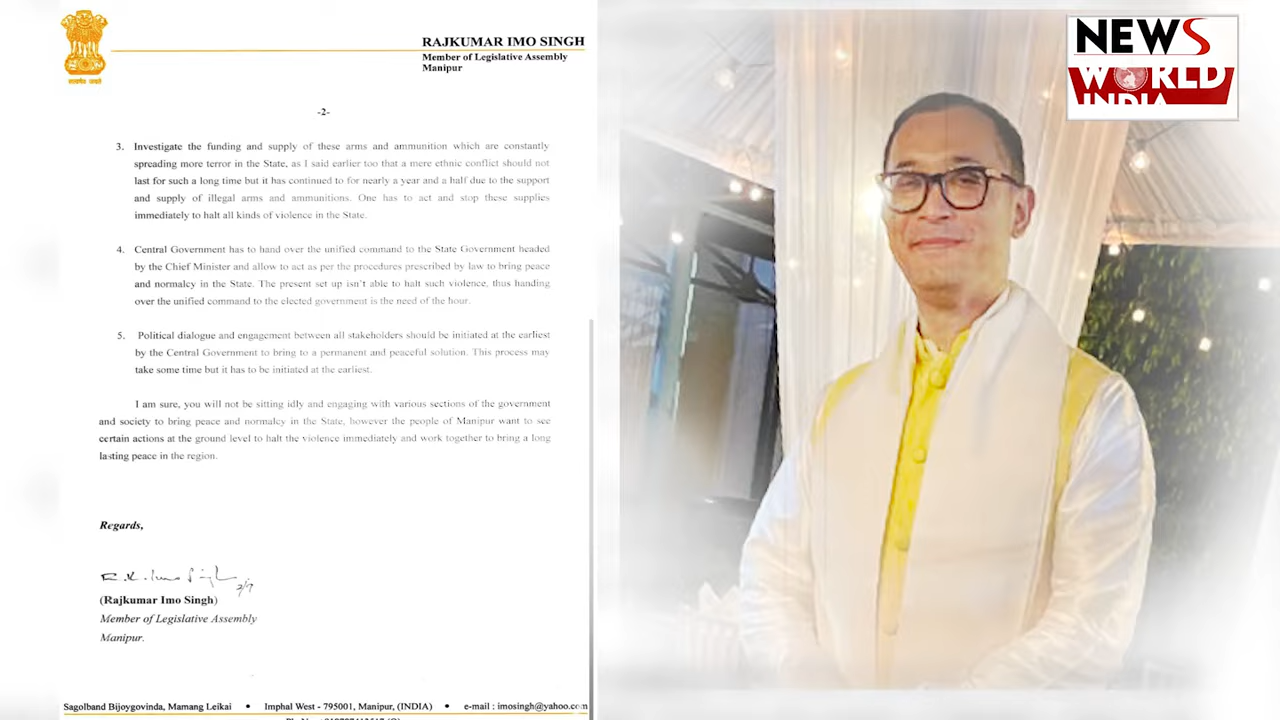 सत्यमेव जयते
RAJKUMAR IMO SINGH
Member of Legislative Assembly
Manipur
-2-
3. Investigate the funding and supply of these arms and ammunition which are constantly
spreading more terror in the State, as I said earlier too that a mere ethnic conflict should not
last for such a long time but it has continued to for nearly a year and a half due to the support
and supply of illegal arms and ammunitions. One has to act and stop these supplies
immediately to halt all kinds of violence in the State.
4. Central Government has to hand over the unified command to the State Government headed
by the Chief Minister and allow to act as per the procedures prescribed by law to bring peace
and normalcy in the State. The present set up isn't able to halt such violence, thus handing
over the unified command to the elected government is the need of the hour.
5. Political dialogue and engagement between all stakeholders should be initiated at the earliest
by the Central Government to bring to a permanent and peaceful solution. This process may
take some time but it has to be initiated at the earliest.
I am sure, you will not be sitting idly and engaging with various sections of the government
and society to bring peace and normalcy in the State, however the people of Manipur want to see
certain actions at the ground level to halt the violence immediately and work together to bring a long
lasting peace in the region.
Regards,
R.K. Imo Singh
(Rajkumar Imo Singh)
Member of Legislative Assembly
Manipur.
Sagolband Bijoygovinda, Mamang Leikai • Imphal West - 795001, Manipur, (INDIA) • e-mail : imosingh@yahoo.com
NEWS
WORLD
INDIA